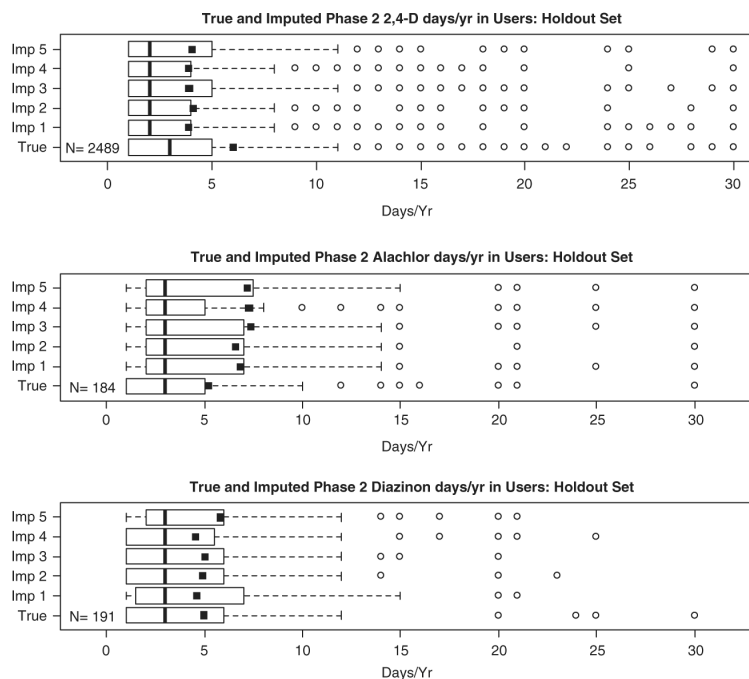 True and Imputed Phase 2 2,4-D days/yr in Users: Holdout Set
Imp 5
Imp 4
Imp 3
Imp 2
Imp 1
True
N= 2489
0 5 10 15 20 25 30
Days/Yr
True and Imputed Phase 2 Alachlor days/yr in Users: Holdout Set
Imp 5
Imp 4
Imp 3
Imp 2
Imp 1
True
N= 184
0 5 10 15 20 25 30
Days/Yr
True and Imputed Phase 2 Diazinon days/yr in Users: Holdout Set
Imp 5
Imp 4
Imp 3
Imp 2
Imp 1
True
N= 191
0 5 10 15 20 25 30
Days/Yr